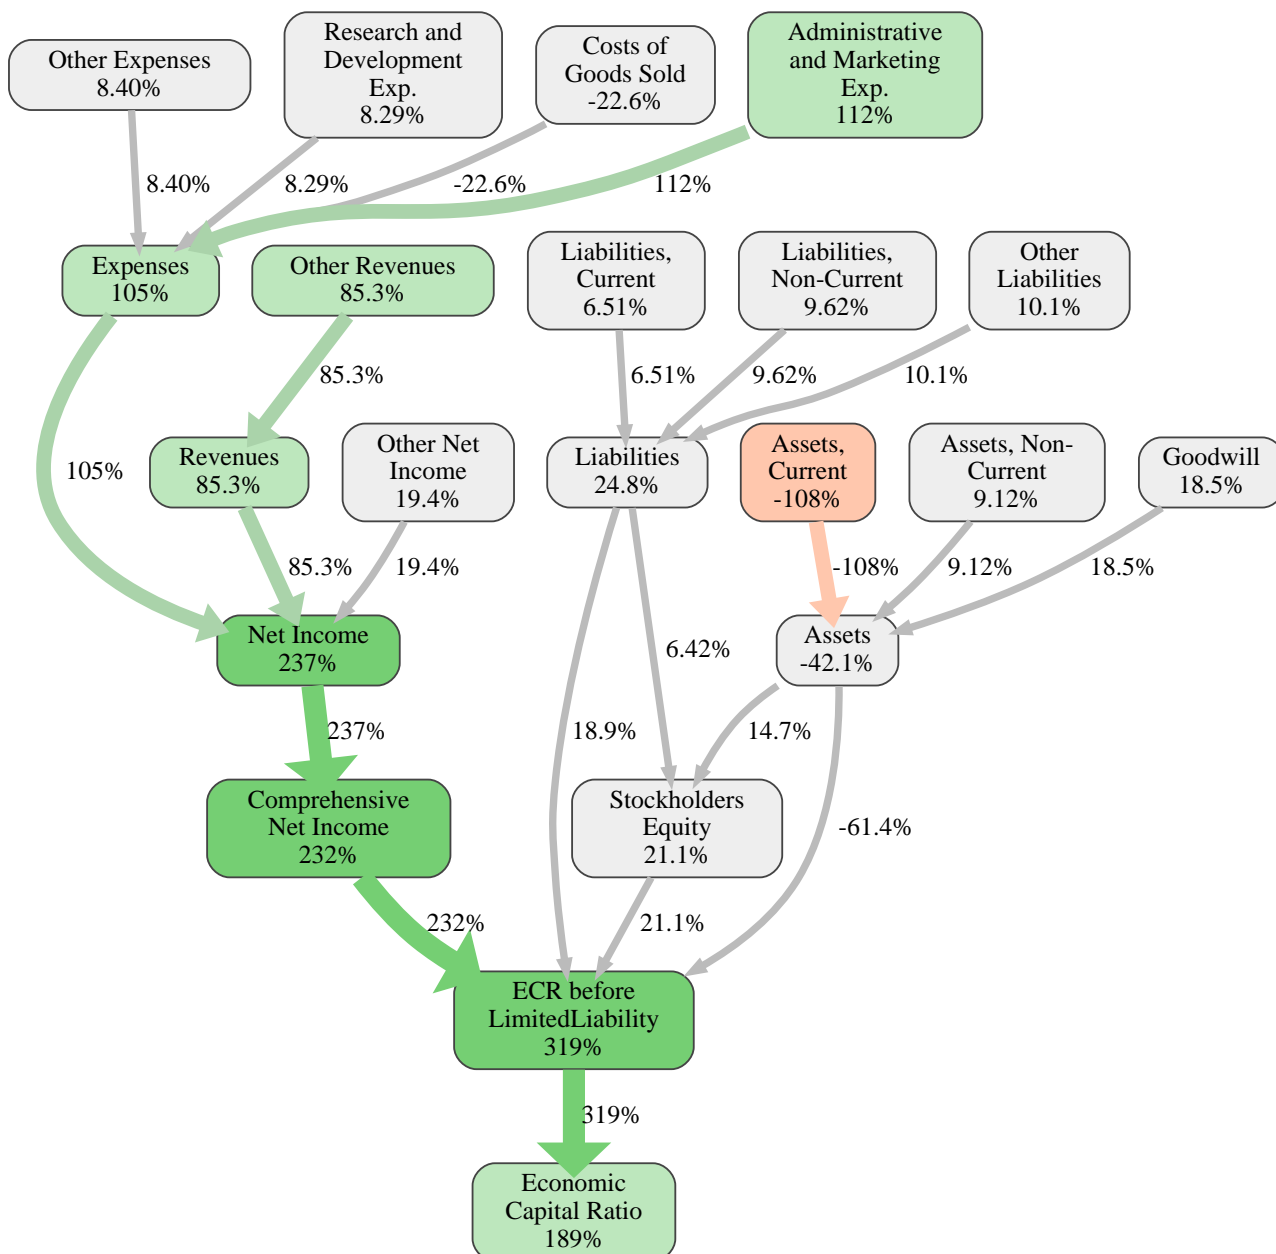 Other Expenses
8.40%
Research and
Development
Exp.
8.29%
Costs of
Goods Sold
-22.6%
Administrative
and Marketing
Exp.
112%
8.40%
8.29%
-22.6%
112%
Expenses
105%
Other Revenues
85.3%
Liabilities,
Current
6.51%
Liabilities,
Non-Current
9.62%
Other
Liabilities
10.1%
85.3%
6.51%
9.62%
10.1%
105%
Revenues
85.3%
Other Net
Income
19.4%
Liabilities
24.8%
Assets,
Current
-108%
Assets, Non-
Current
9.12%
Goodwill
18.5%
85.3%
19.4%
-108%
9.12%
18.5%
Net Income
237%
6.42%
Assets
-42.1%
237%
18.9%
14.7%
Comprehensive
Net Income
232%
Stockholders
Equity
21.1%
-61.4%
232%
21.1%
ECR before
LimitedLiability
319%
319%
Economic
Capital Ratio
189%